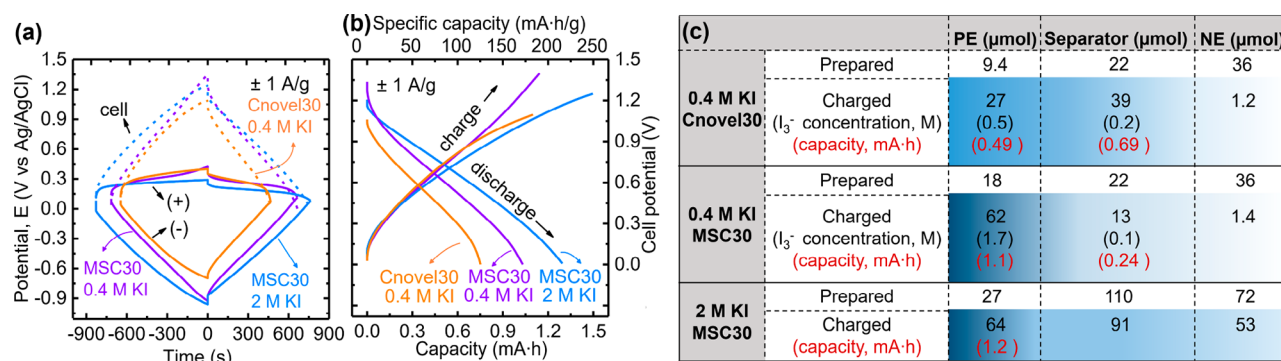 (a)
Potential, E (V vs Ag/AgCl)
1.5
1.2
0.9
0.6
0.3
0.0
-0.3
-0.6
-0.9
cell
± 1 A/g
Cnovel30
0.4 M KI
(+)
(-)
MSC30
0.4 M KI
MSC30
2 M KI
-900 -600 -300 0 300 600 900
Time (s)
(b)
Specific capacity (mA·h/g)
0 50 100 150 200 250
± 1 A/g
charge
discharge
Cnovel30
0.4 M KI
MSC30
0.4 M KI
MSC30
2 M KI
1.5
1.2
0.9
0.6
0.3
0.0
Cell potential (V)
0.0 0.3 0.6 0.9 1.2 1.5
Capacity (mA·h)
(c)
PE (μmol) Separator (μmol) NE (μmol)
0.4 M KI
Cnovel30
Prepared 9.4 22 36
Charged 27 39 1.2
(I₃⁻ concentration, M) (0.5) (0.2)
(capacity, mA·h) (0.49 ) (0.69 )
0.4 M KI
MSC30
Prepared 18 22 36
Charged 62 13 1.4
(I₃⁻ concentration, M) (1.7) (0.1)
(capacity, mA·h) (1.1) (0.24 )
2 M KI
MSC30
Prepared 27 110 72
Charged 64 91 53
(capacity, mA·h) (1.2 )